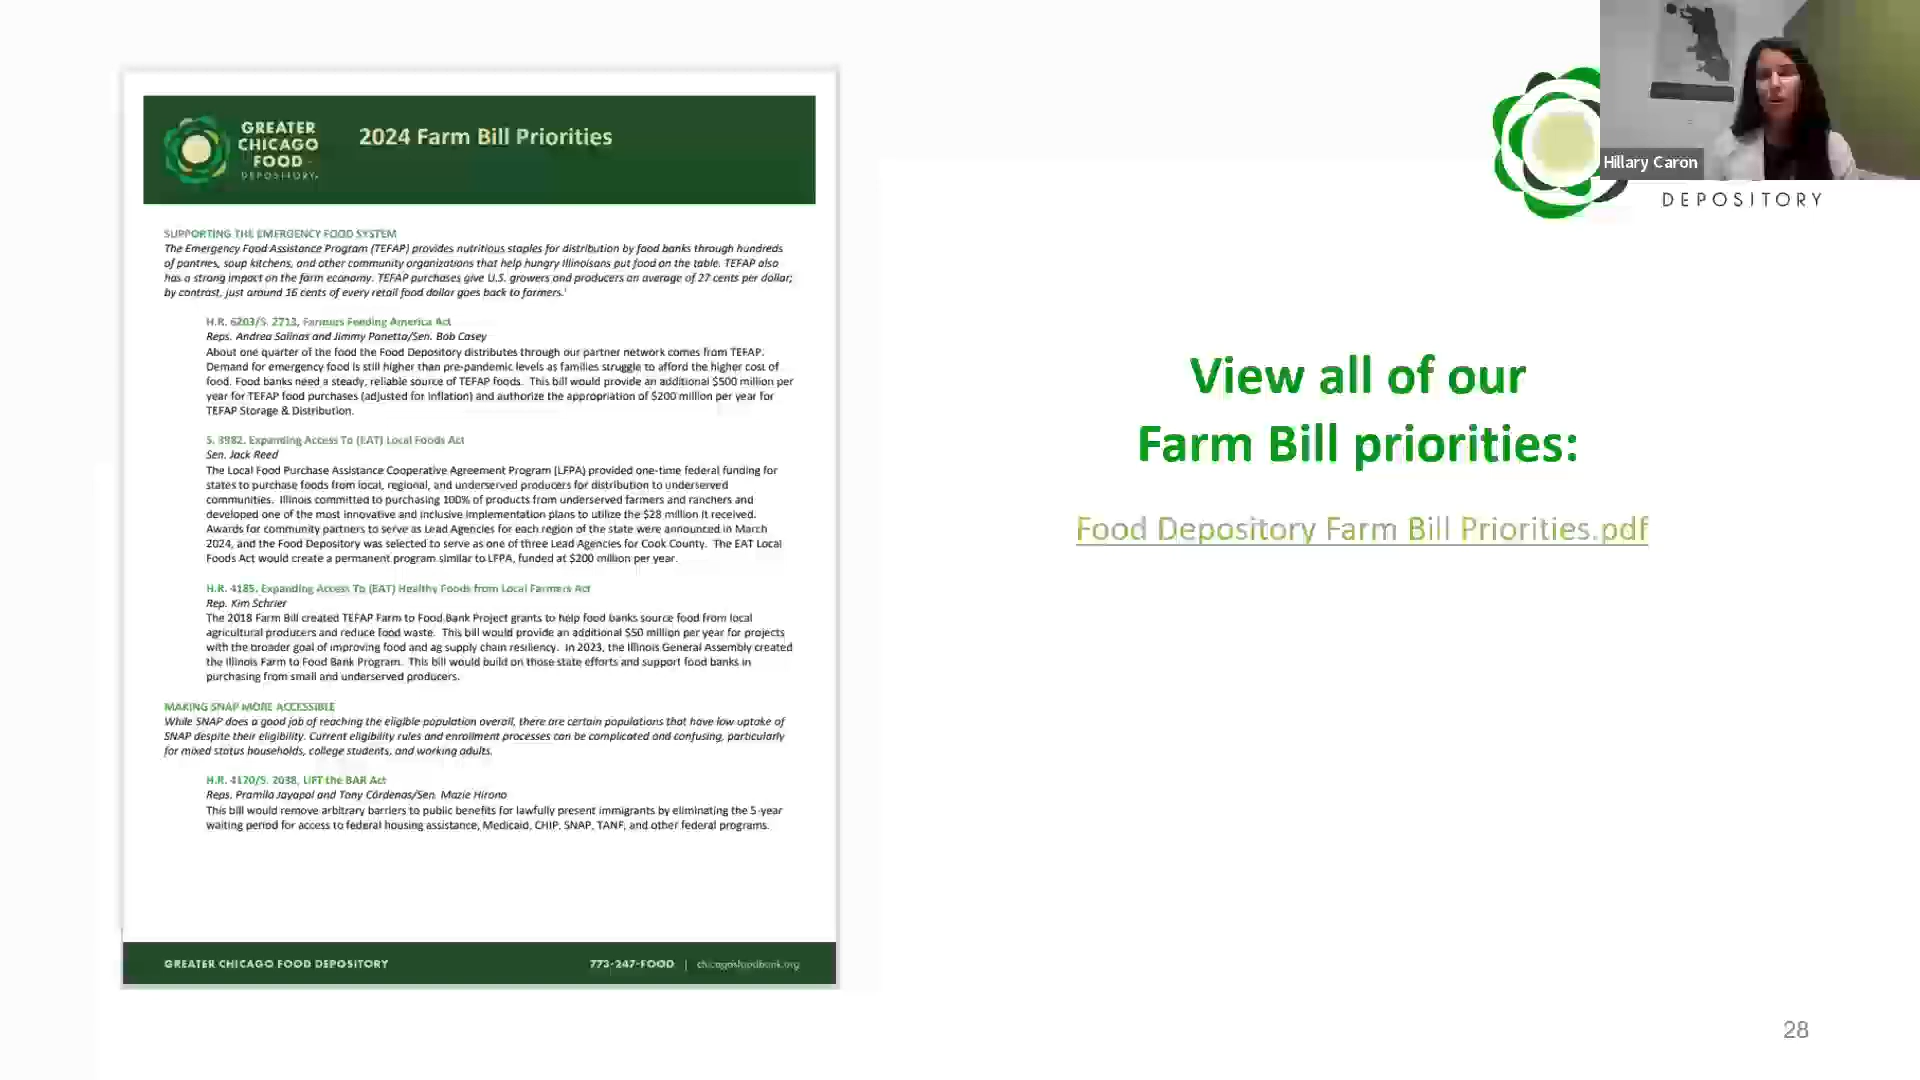 GREATER
CHICAGO
FOOD
DEPOSITORY
2024 Farm Bill Priorities
SUPPORTING THE EMERGENCY FOOD SYSTEM
The Emergency Food Assistance Program (TEFAP) provides nutritious staples for distribution by food banks through hundreds
of pantries, soup kitchens, and other community organizations that help hungry Illinoisans put food on the table. TEFAP also
has a strong impact on the farm economy. TEFAP purchases give U.S. growers and producers an average of 27 cents per dollar;
by contrast, just around 16 cents of every retail food dollar goes back to farmers.¹
H.R. 6203/S. 2713, Farmers Feeding America Act
Reps. Andrea Salinas and Jimmy Panetta/Sen. Bob Casey
About one quarter of the food the Food Depository distributes through our partner network comes from TEFAP.
Demand for emergency food is still higher than pre-pandemic levels as families struggle to afford the higher cost of
food. Food banks need a steady, reliable source of TEFAP foods. This bill would provide an additional $500 million per
year for TEFAP food purchases (adjusted for inflation) and authorize the appropriation of $200 million per year for
TEFAP Storage & Distribution.
S. 3982, Expanding Access To (EAT) Local Foods Act
Sen. Jack Reed
The Local Food Purchase Assistance Cooperative Agreement Program (LFPA) provided one-time federal funding for
states to purchase foods from local, regional, and underserved producers for distribution to underserved
communities. Illinois committed to purchasing 100% of products from underserved farmers and ranchers and
developed one of the most innovative and inclusive implementation plans to utilize the $28 million it received.
Awards for community partners to serve as Lead Agencies for each region of the state were announced in March
2024, and the Food Depository was selected to serve as one of three Lead Agencies for Cook County. The EAT Local
Foods Act would create a permanent program similar to LFPA, funded at $200 million per year.
H.R. 4185, Expanding Access To (EAT) Healthy Foods from Local Farmers Act
Rep. Kim Schrier
The 2018 Farm Bill created TEFAP Farm to Food Bank Project grants to help food banks source food from local
agricultural producers and reduce food waste. This bill would provide an additional $50 million per year for projects
with the broader goal of improving food and ag supply chain resiliency. In 2023, the Illinois General Assembly created
the Illinois Farm to Food Bank Program. This bill would build on those state efforts and support food banks in
purchasing from small and underserved producers.
MAKING SNAP MORE ACCESSIBLE
While SNAP does a good job of reaching the eligible population overall, there are certain populations that have low uptake of
SNAP despite their eligibility. Current eligibility rules and enrollment processes can be complicated and confusing, particularly
for mixed status households, college students, and working adults.
H.R. 4170/S. 2038, LIFT the BAR Act
Reps. Pramila Jayapal and Tony Cárdenas/Sen. Mazie Hirono
This bill would remove arbitrary barriers to public benefits for lawfully present immigrants by eliminating the 5-year
waiting period for access to federal housing assistance, Medicaid, CHIP, SNAP, TANF, and other federal programs.
GREATER CHICAGO FOOD DEPOSITORY
773-247-FOOD | chicagosfoodbank.org
Hillary Caron
DEPOSITORY
View all of our
Farm Bill priorities:
Food Depository Farm Bill Priorities.pdf
28